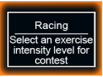 Racing
Select an exercise
intensity level for
contest